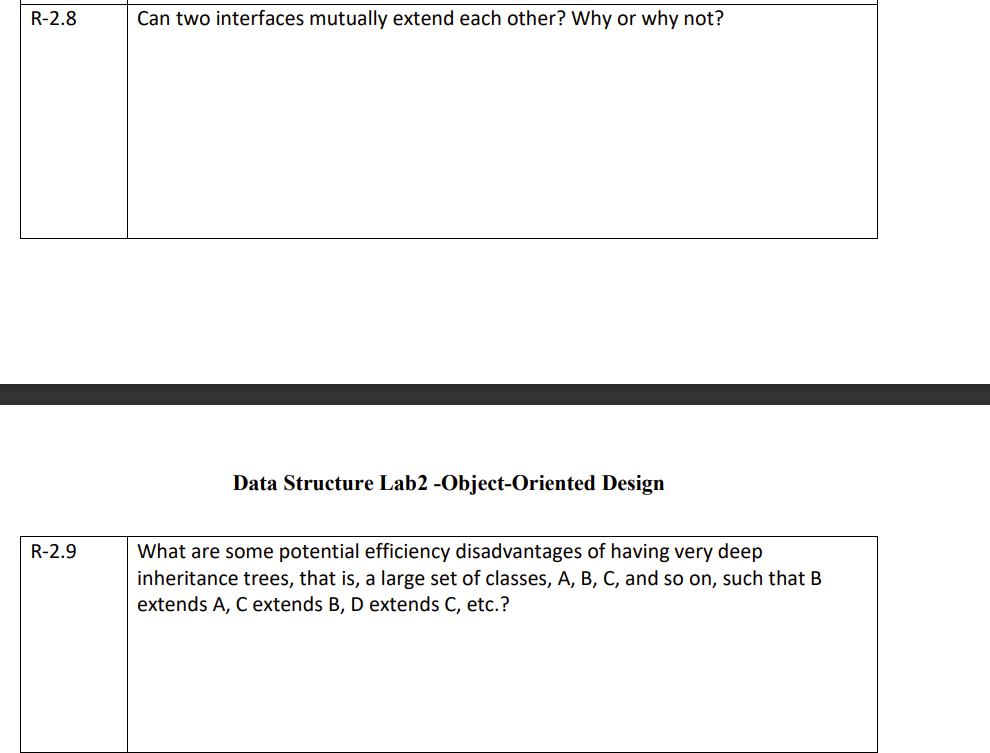 R-2.8 Can two interfaces mutually extend each other? Why or why not?
Data Structure Lab2 -Object-Oriented Design
R-2.9 What are some potential efficiency disadvantages of having very deep
inheritance trees, that is, a large set of classes, A, B, C, and so on, such that B
extends A, C extends B, D extends C, etc.?